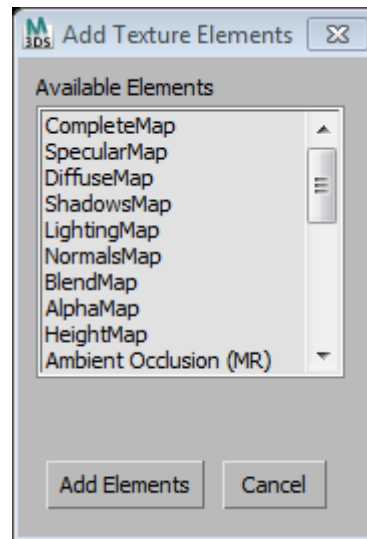 M
3DS
Add Texture Elements
Available Elements
CompleteMap
SpecularMap
DiffuseMap
ShadowsMap
LightingMap
NormalsMap
BlendMap
AlphaMap
HeightMap
Ambient Occlusion (MR)
Add Elements
Cancel